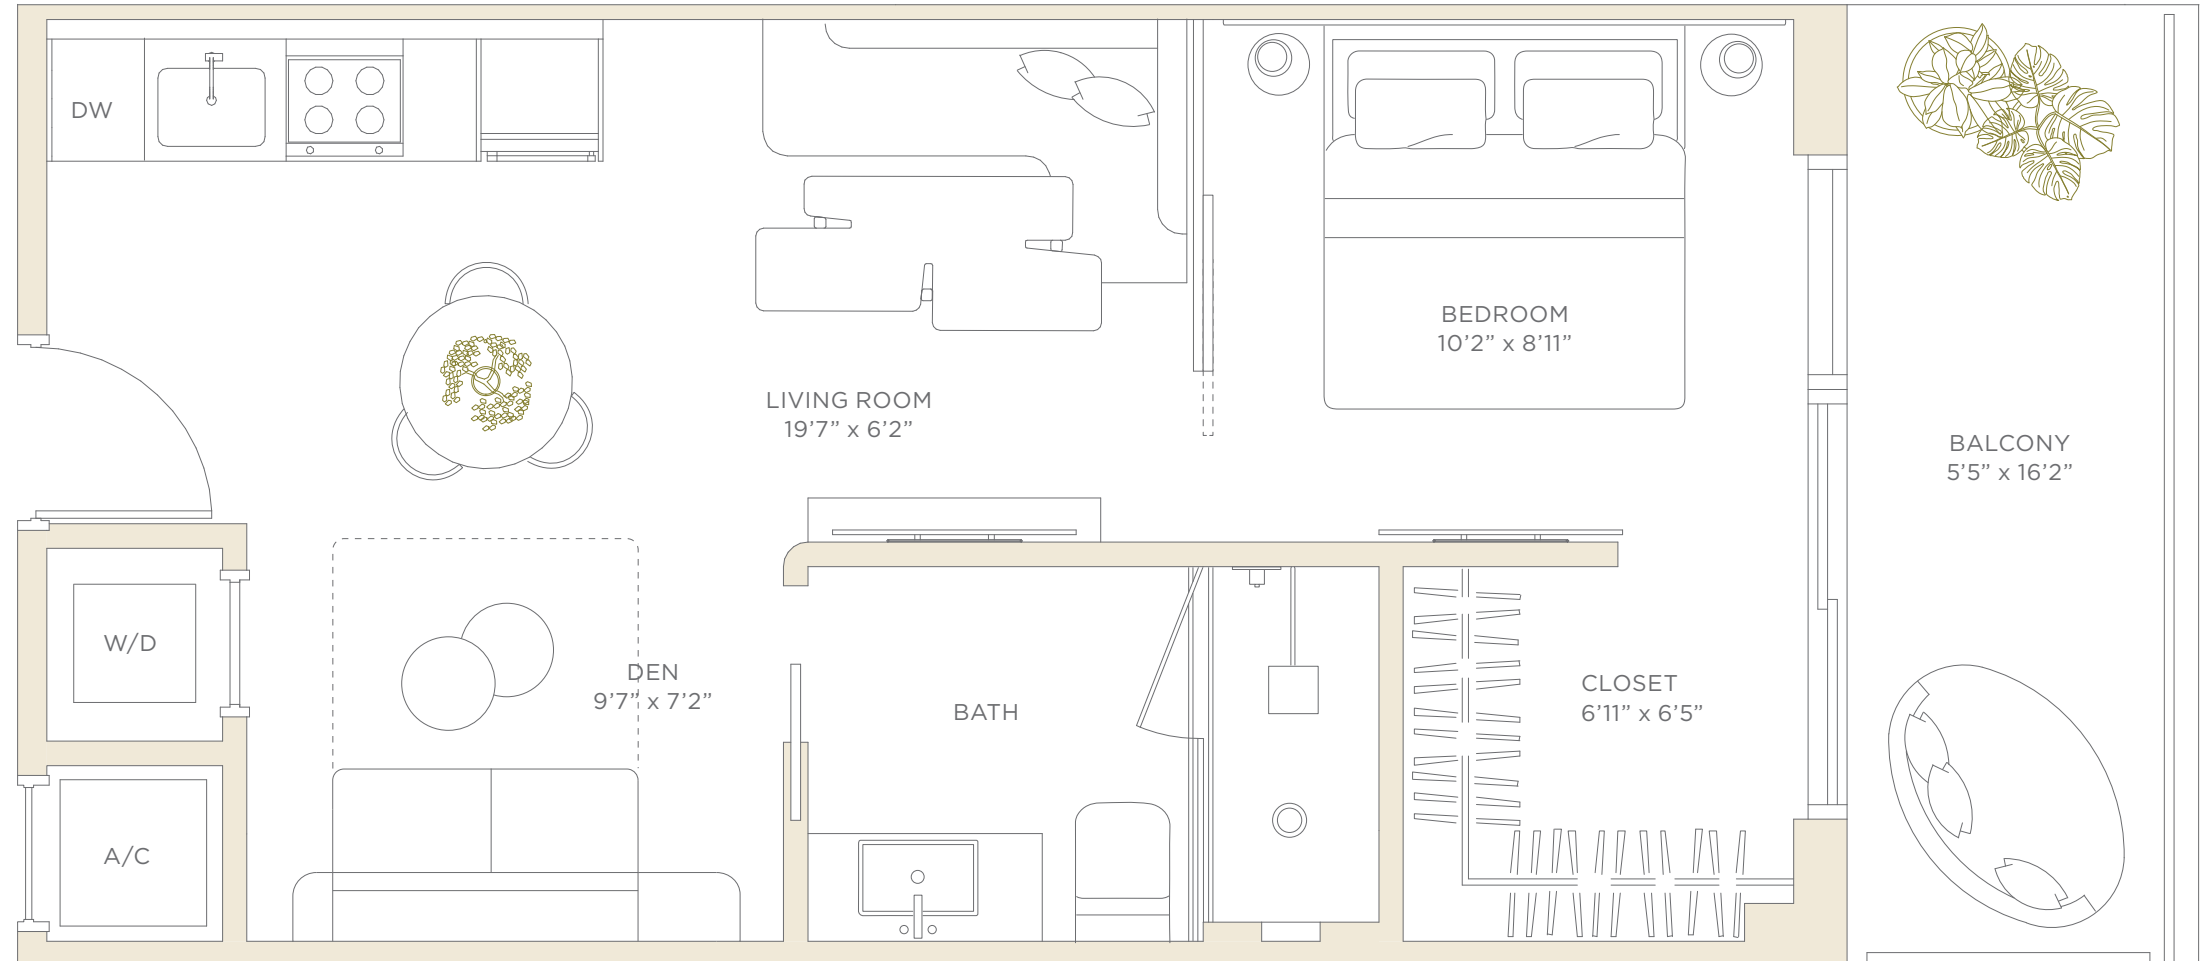 DW
BEDROOM
10’2” x 8’11”
LIVING ROOM
19’7” x 6’2”
BALCONY
5’5” x 16’2”
W/D
DEN
9’7” x 7’2”
BATH
CLOSET
6’11” x 6’5”
A/C